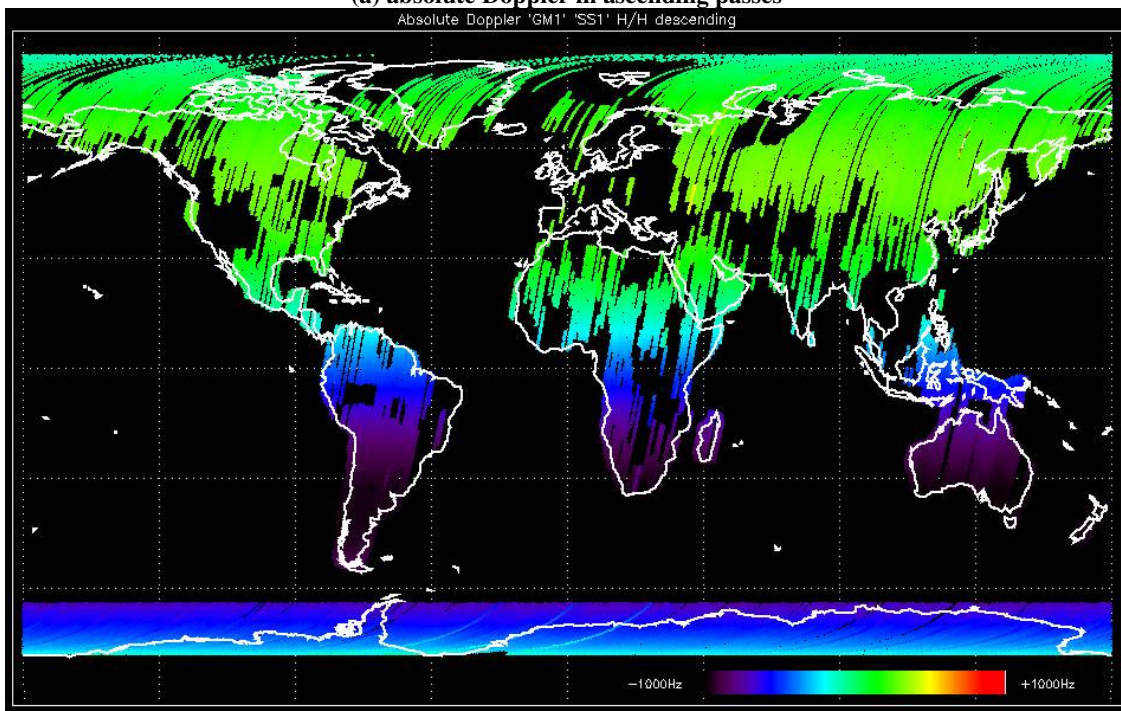 (a) absolute Doppler in ascending passes
Absolute Doppler 'GM1' 'SS1' H/H descending
−1000Hz
+1000Hz